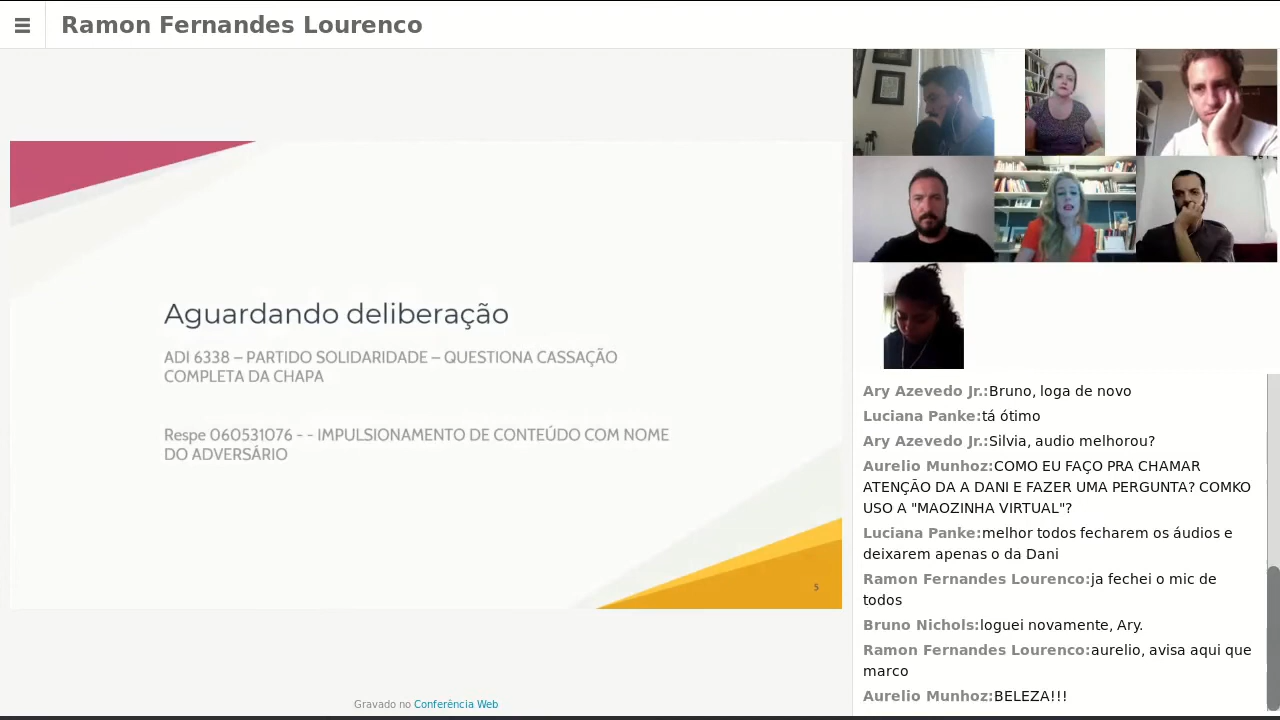 Ramon Fernandes Lourenco
Aguardando deliberação
ADI 6338 – PARTIDO SOLIDARIDADE – QUESTIONA CASSAÇÃO
COMPLETA DA CHAPA
Respe 060531076 - - IMPULSIONAMENTO DE CONTEÚDO COM NOME
DO ADVERSÁRIO
5
Gravado no Conferência Web
Ary Azevedo Jr.:Bruno, loga de novo
Luciana Panke:tá ótimo
Ary Azevedo Jr.:Silvia, audio melhorou?
Aurelio Munhoz:COMO EU FAÇO PRA CHAMAR
ATENÇÃO DA A DANI E FAZER UMA PERGUNTA? COMKO
USO A "MAOZINHA VIRTUAL"?
Luciana Panke:melhor todos fecharem os áudios e
deixarem apenas o da Dani
Ramon Fernandes Lourenco:ja fechei o mic de
todos
Bruno Nichols:loguei novamente, Ary.
Ramon Fernandes Lourenco:aurelio, avisa aqui que
marco
Aurelio Munhoz:BELEZA!!!